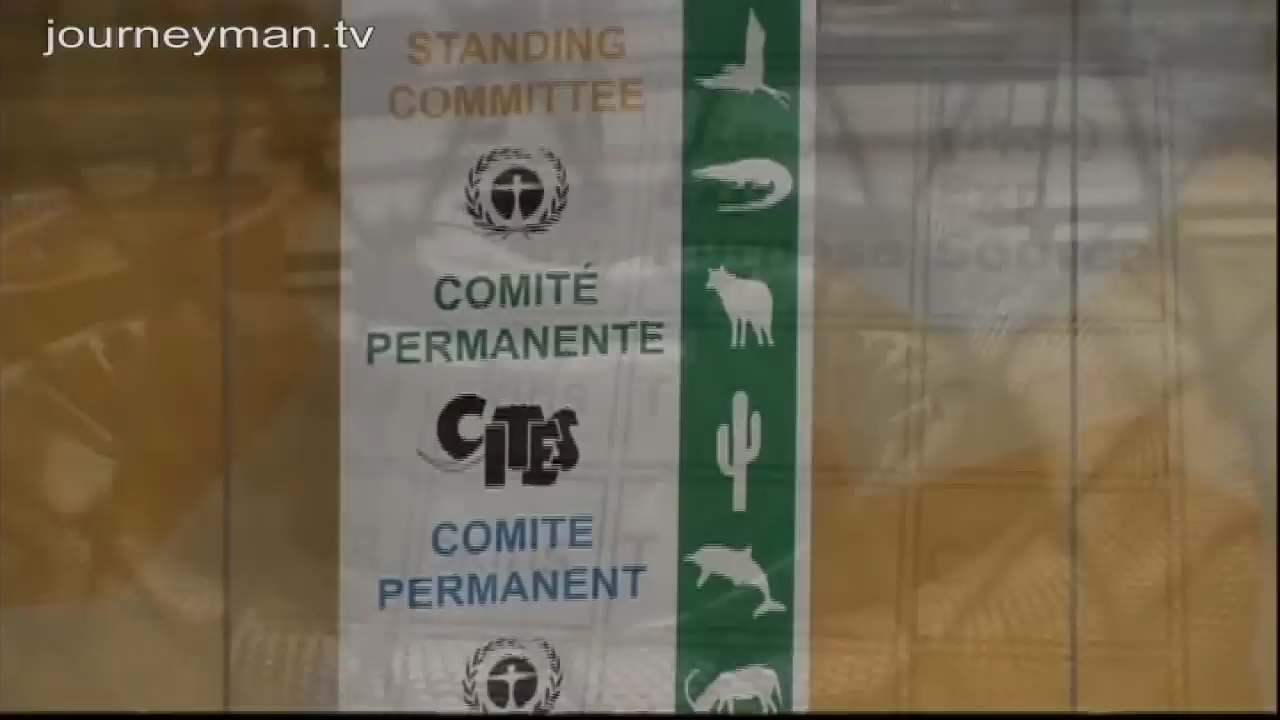 journeyman.tv
STANDING
COMMITTEE
COMITÉ
PERMANENTE
CITES
COMITE
PERMANENT